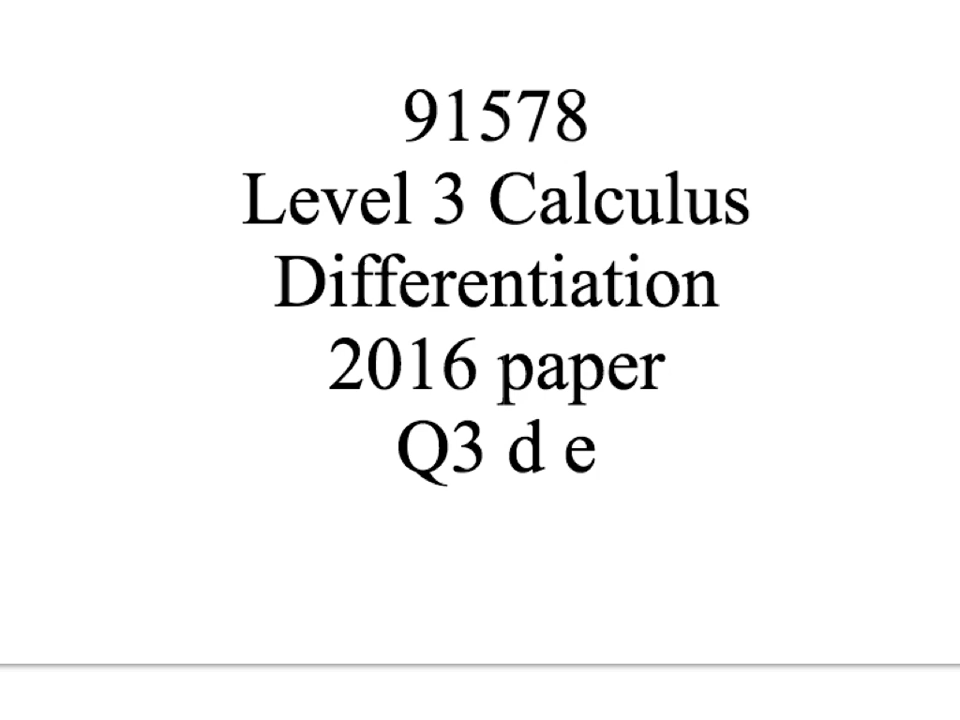 91578
Level 3 Calculus
Differentiation
2016 paper
Q3 d e